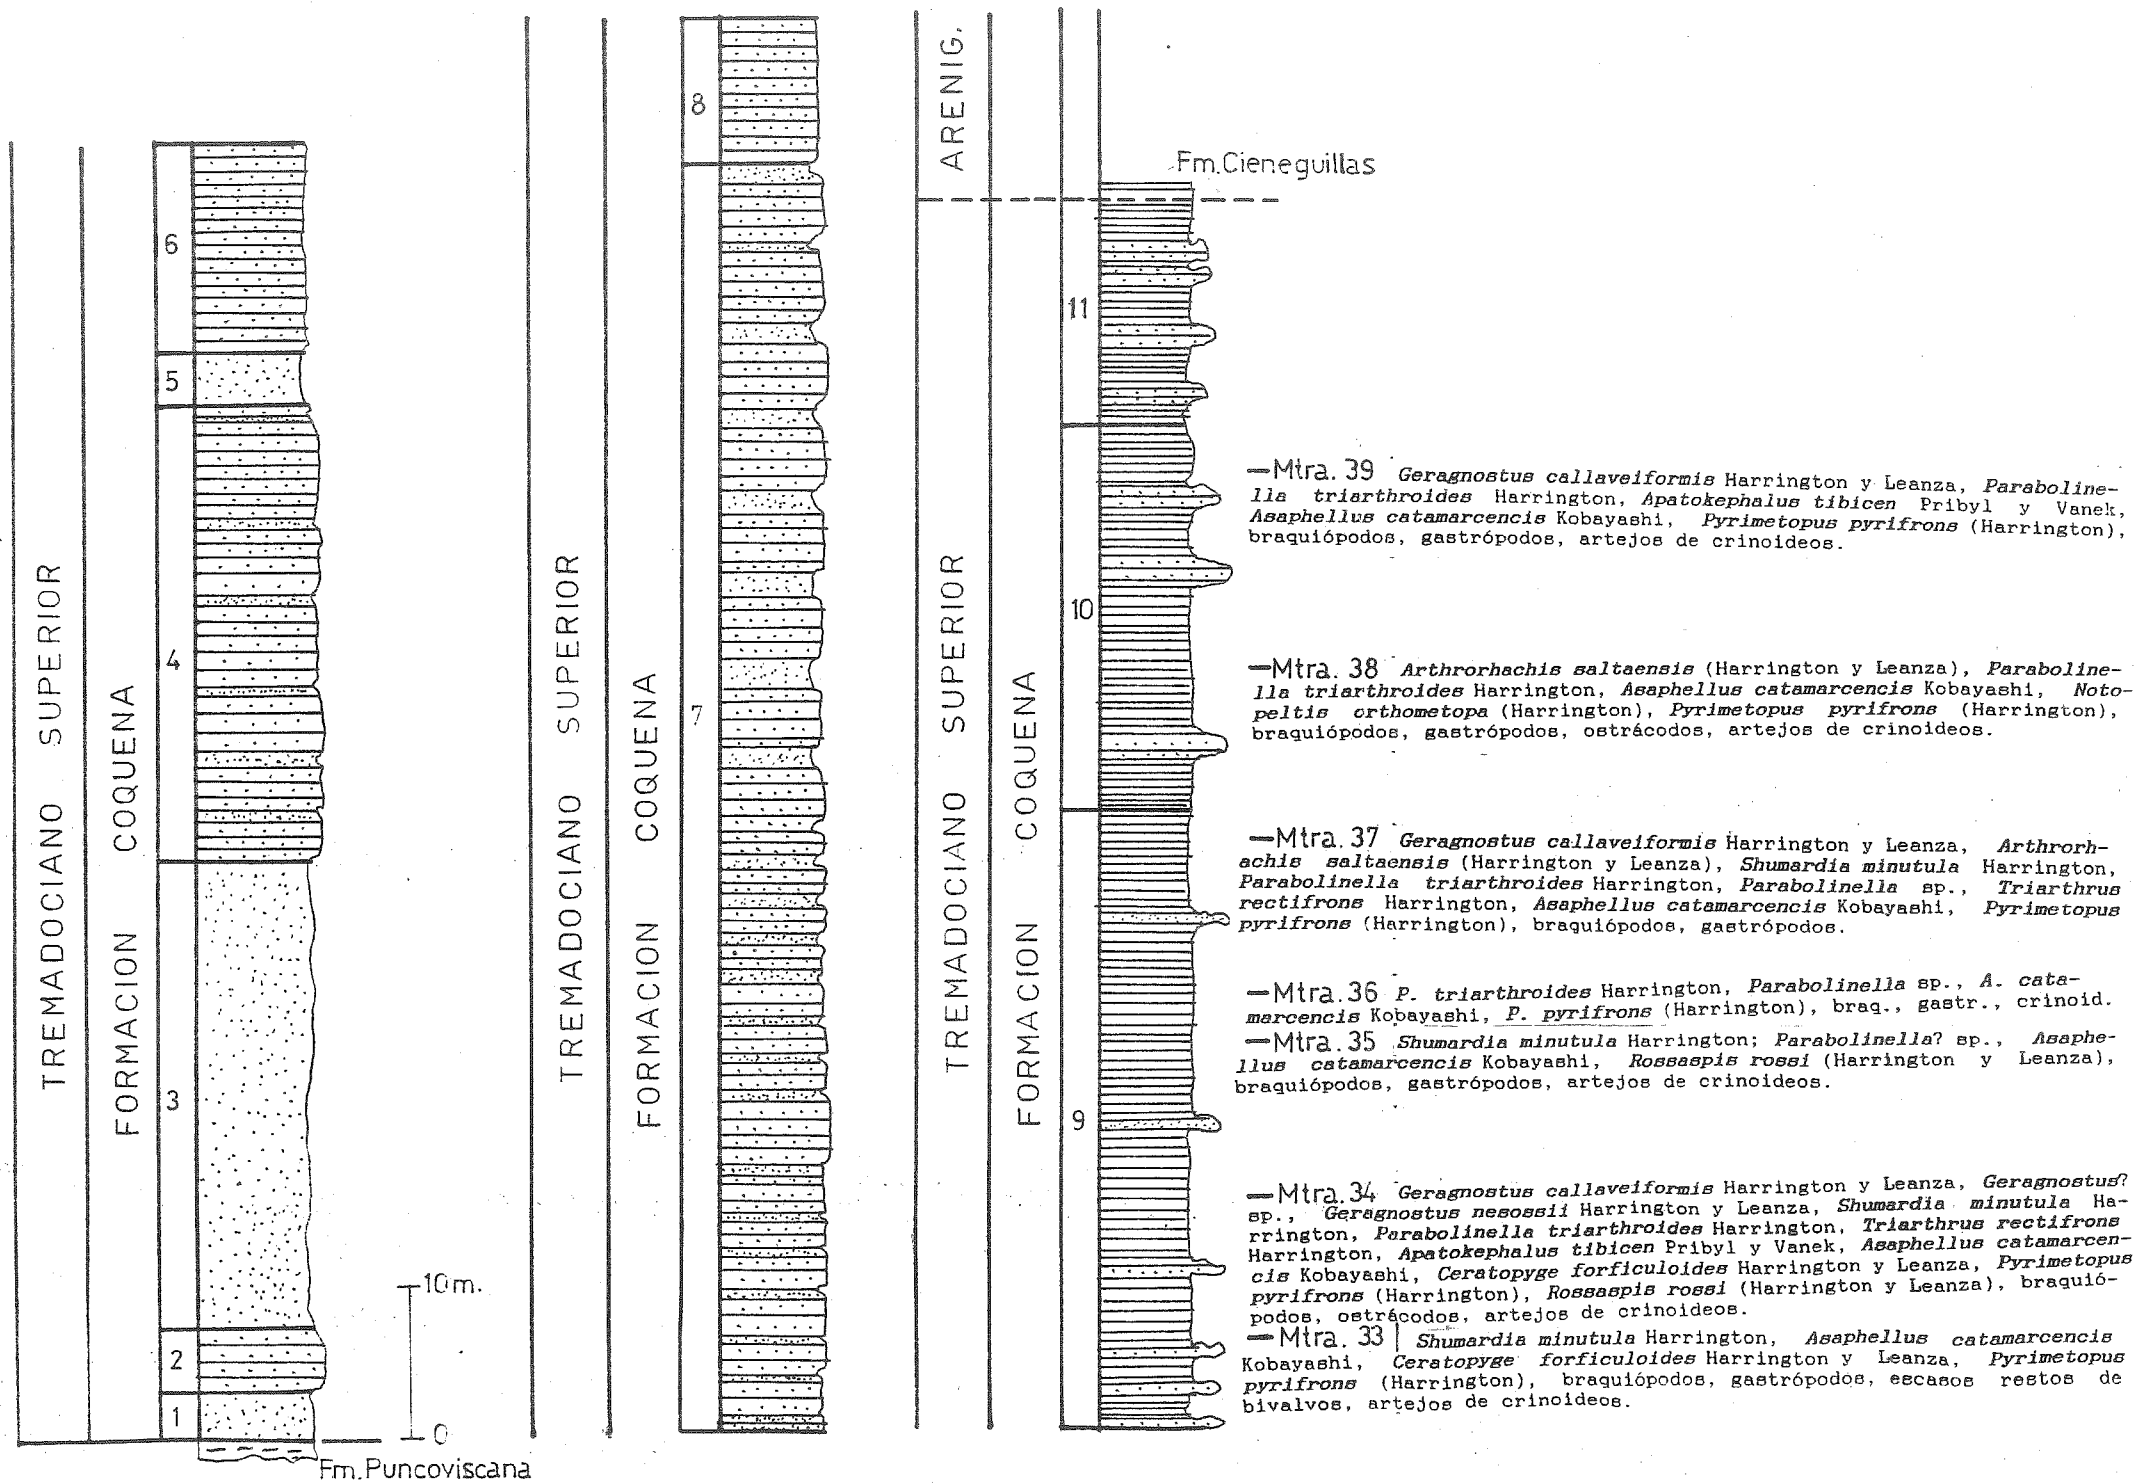 TREMADOCIANO SUPERIOR
FORMACION COQUENA
6
5
4
3
2
1
10m.
0
Fm.Puncoviscana
TREMADOCIANO SUPERIOR
FORMACION COQUENA
8
7
ARENIG.
TREMADOCIANO SUPERIOR
FORMACION COQUENA
Fm.Cieneguillas
11
10
9
—Mtra. 39 Geragnostus callaveiformis Harrington y Leanza, Paraboline-
lla triarthroides Harrington, Apatokephalus tibicen Pribyl y Vanek,
Asaphellus catamarcencis Kobayashi, Pyrimetopus pyrifrons (Harrington),
braquiópodos, gastrópodos, artejos de crinoideos.
—Mtra. 38 Arthrorhachis saltaensis (Harrington y Leanza), Paraboline-
lla triarthroides Harrington, Asaphellus catamarcencis Kobayashi, Noto-
peltis orthometopa (Harrington), Pyrimetopus pyrifrons (Harrington),
braquiópodos, gastrópodos, ostrácodos, artejos de crinoideos.
—Mtra. 37 Geragnostus callaveiformis Harrington y Leanza, Arthrorh-
achis saltaensis (Harrington y Leanza), Shumardia minutula Harrington,
Parabolinella triarthroides Harrington, Parabolinella sp., Triarthrus
rectifrons Harrington, Asaphellus catamarcencis Kobayashi, Pyrimetopus
pyrifrons (Harrington), braquiópodos, gastrópodos.
—Mtra.36 P. triarthroides Harrington, Parabolinella sp., A. cata-
marcencis Kobayashi, P. pyrifrons (Harrington), braq., gastr., crinoid.
—Mtra.35 Shumardia minutula Harrington; Parabolinella? sp., Asaphe-
llus catamarcencis Kobayashi, Rossaspis rossi (Harrington y Leanza),
braquiópodos, gastrópodos, artejos de crinoideos.
—Mtra.34 Geragnostus callaveiformis Harrington y Leanza, Geragnostus?
sp., Geragnostus nesossii Harrington y Leanza, Shumardia minutula Ha-
rrington, Parabolinella triarthroides Harrington, Triarthrus rectifrons
Harrington, Apatokephalus tibicen Pribyl y Vanek, Asaphellus catamarcen-
cis Kobayashi, Ceratopyge forficuloides Harrington y Leanza, Pyrimetopus
pyrifrons (Harrington), Rossaspis rossi (Harrington y Leanza), braquió-
podos, ostrácodos, artejos de crinoideos.
—Mtra. 33 Shumardia minutula Harrington, Asaphellus catamarcencis
Kobayashi, Ceratopyge forficuloides Harrington y Leanza, Pyrimetopus
pyrifrons (Harrington), braquiópodos, gastrópodos, escasos restos de
bivalvos, artejos de crinoideos.